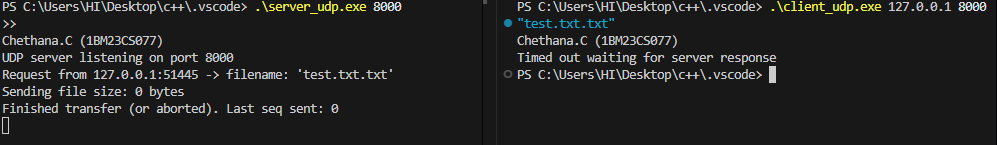 PS C:\Users\HI\Desktop\c++\.vscode> .\server_udp.exe 8000
>>
Chethana.C (1BM23CS077)
UDP server listening on port 8000
Request from 127.0.0.1:51445 -> filename: 'test.txt.txt'
Sending file size: 0 bytes
Finished transfer (or aborted). Last seq sent: 0
PS C:\Users\HI\Desktop\c++\.vscode> .\client_udp.exe 127.0.0.1 8000
"test.txt.txt"
Chethana.C (1BM23CS077)
Timed out waiting for server response
PS C:\Users\HI\Desktop\c++\.vscode>